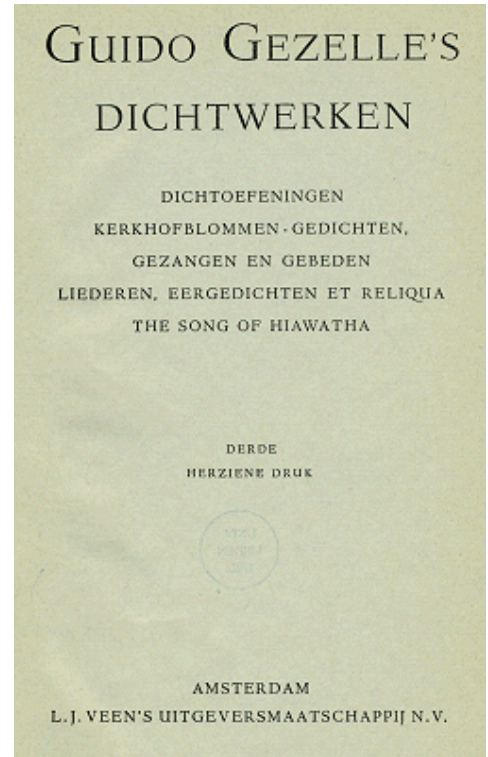 GUIDO GEZELLE'S
DICHTWERKEN
DICHTOEFENINGEN
KERKHOFBLOMMEN-GEDICHTEN,
GEZANGEN EN GEBEDEN
LIEDEREN, EERGEDICHTEN ET RELIQUA
THE SONG OF HIAWATHA
DERDE
HERZIENE DRUK
AMSTERDAM
L.J. VEEN'S UITGEVERSMAATSCHAPPIJ N.V.